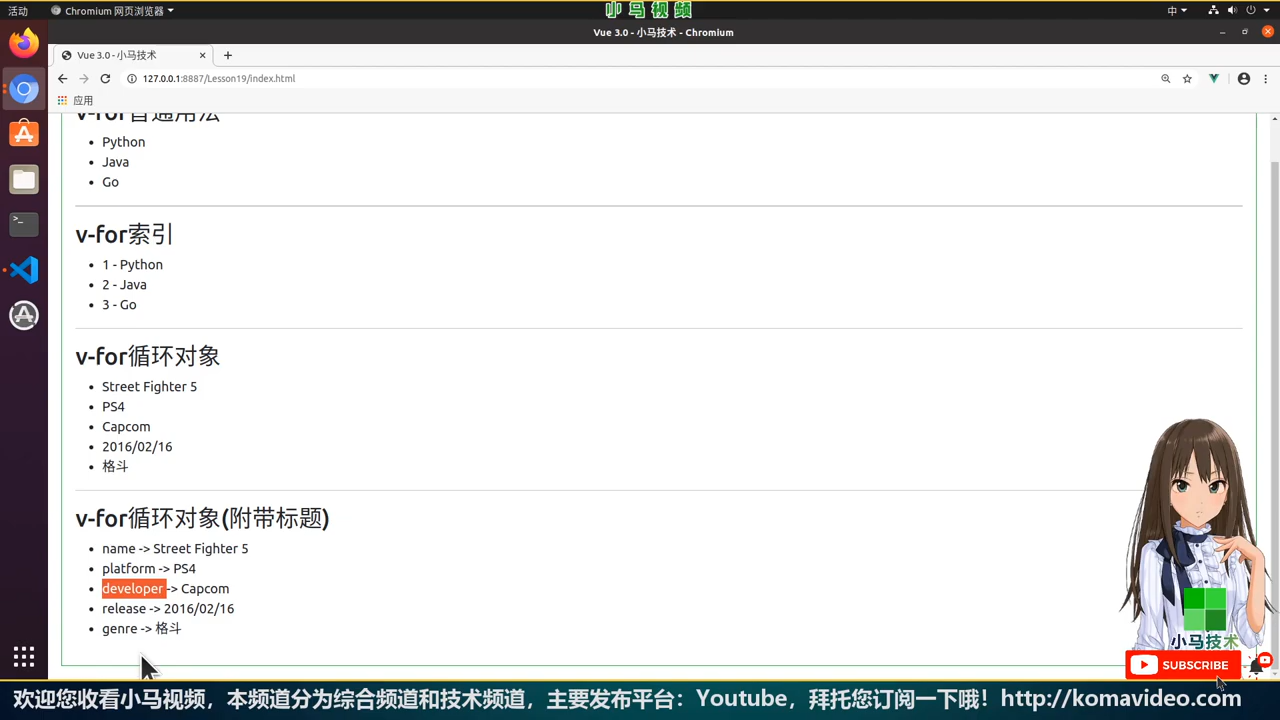 活动
Chromium 网页浏览器
小马视频
中
Vue 3.0 - 小马技术 - Chromium
Vue 3.0 - 小马技术
127.0.0.1:8887/Lesson19/index.html
应用
v-for普通用法
Python
Java
Go
v-for索引
1 - Python
2 - Java
3 - Go
v-for循环对象
Street Fighter 5
PS4
Capcom
2016/02/16
格斗
v-for循环对象(附带标题)
name -> Street Fighter 5
platform -> PS4
developer -> Capcom
release -> 2016/02/16
genre -> 格斗
小马技术
SUBSCRIBE
欢迎您收看小马视频，本频道分为综合频道和技术频道，主要发布平台：Youtube，拜托您订阅一下哦！http://komavideo.com